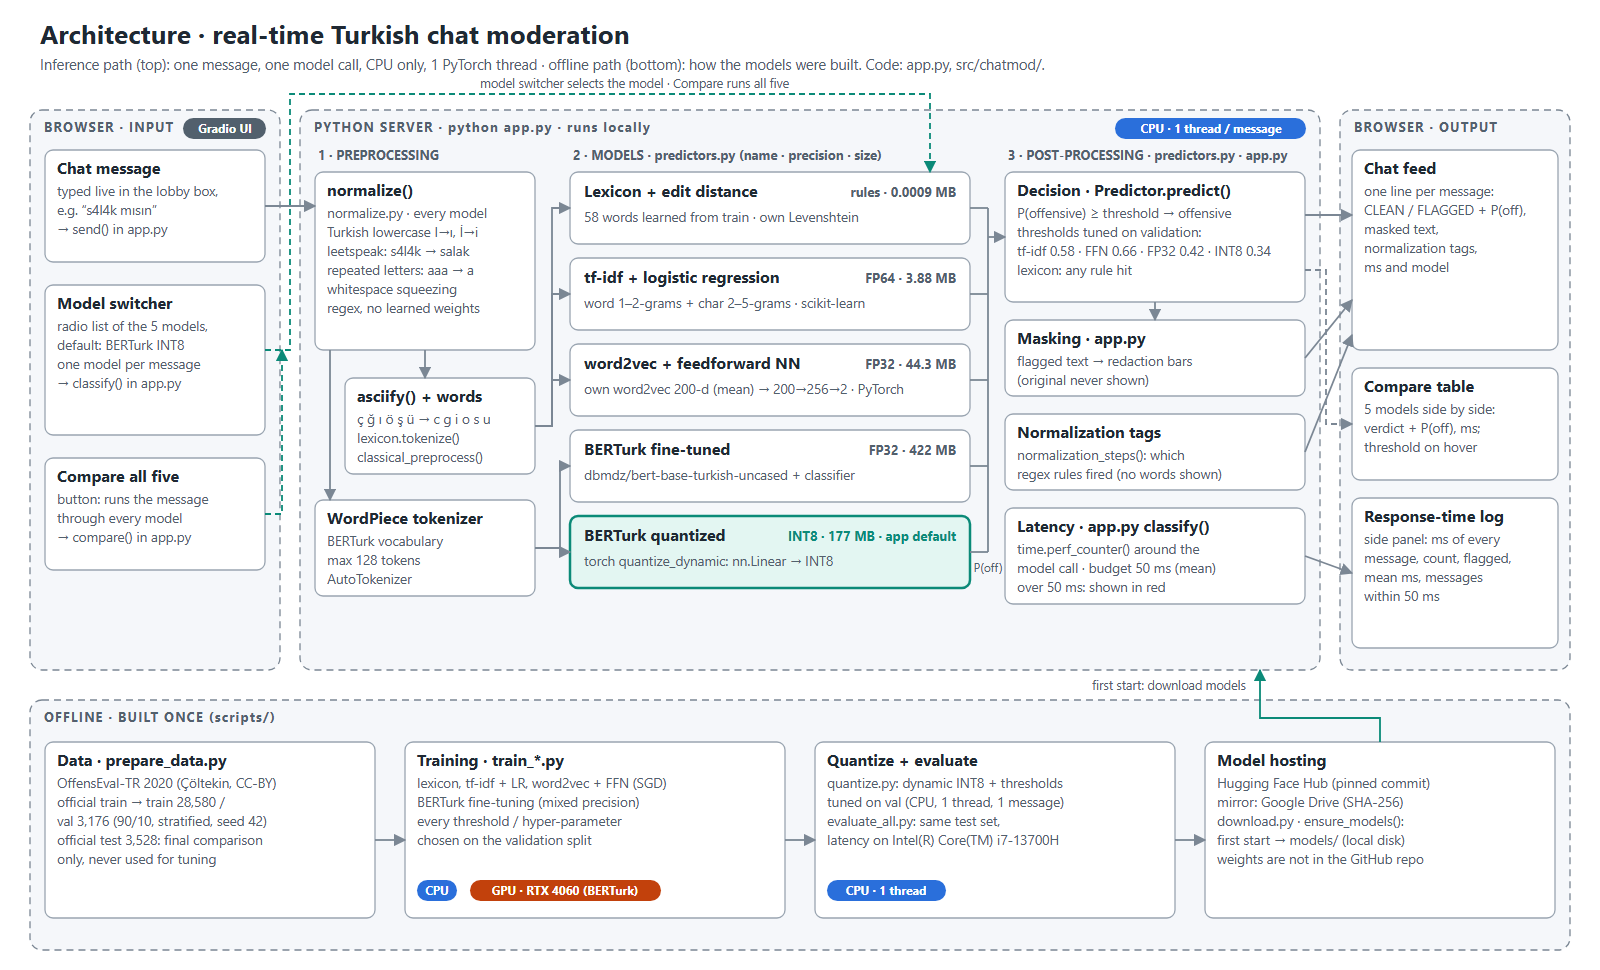 Architecture · real-time Turkish chat moderation
Inference path (top): one message, one model call, CPU only, 1 PyTorch thread · offline path (bottom): how the models were built. Code: app.py, src/chatmod/.
model switcher selects the model · Compare runs all five
BROWSER · INPUT
Gradio UI
Chat message
typed live in the lobby box,
e.g. “s4l4k mısın”
→ send() in app.py
Model switcher
radio list of the 5 models,
default: BERTurk INT8
one model per message
→ classify() in app.py
Compare all five
button: runs the message
through every model
→ compare() in app.py
PYTHON SERVER · python app.py · runs locally
CPU · 1 thread / message
1 · PREPROCESSING
normalize()
normalize.py · every model
Turkish lowercase I→ı, İ→i
leetspeak: s4l4k → salak
repeated letters: aaa → a
whitespace squeezing
regex, no learned weights
asciify() + words
ç ğ ı ö ş ü → c g i o s u
lexicon.tokenize()
classical_preprocess()
WordPiece tokenizer
BERTurk vocabulary
max 128 tokens
AutoTokenizer
2 · MODELS · predictors.py (name · precision · size)
Lexicon + edit distance
rules · 0.0009 MB
58 words learned from train · own Levenshtein
tf-idf + logistic regression
FP64 · 3.88 MB
word 1–2-grams + char 2–5-grams · scikit-learn
word2vec + feedforward NN
FP32 · 44.3 MB
own word2vec 200-d (mean) → 200→256→2 · PyTorch
BERTurk fine-tuned
FP32 · 422 MB
dbmdz/bert-base-turkish-uncased + classifier
BERTurk quantized
INT8 · 177 MB · app default
torch quantize_dynamic: nn.Linear → INT8
P(off)
3 · POST-PROCESSING · predictors.py · app.py
Decision · Predictor.predict()
P(offensive) ≥ threshold → offensive
thresholds tuned on validation:
tf-idf 0.58 · FFN 0.66 · FP32 0.42 · INT8 0.34
lexicon: any rule hit
Masking · app.py
flagged text → redaction bars
(original never shown)
Normalization tags
normalization_steps(): which
regex rules fired (no words shown)
Latency · app.py classify()
time.perf_counter() around the
model call · budget 50 ms (mean)
over 50 ms: shown in red
BROWSER · OUTPUT
Chat feed
one line per message:
CLEAN / FLAGGED + P(off),
masked text,
normalization tags,
ms and model
Compare table
5 models side by side:
verdict + P(off), ms;
threshold on hover
Response-time log
side panel: ms of every
message, count, flagged,
mean ms, messages
within 50 ms
first start: download models
OFFLINE · BUILT ONCE (scripts/)
Data · prepare_data.py
OffensEval-TR 2020 (Çöltekin, CC-BY)
official train → train 28,580 /
val 3,176 (90/10, stratified, seed 42)
official test 3,528: final comparison
only, never used for tuning
Training · train_*.py
lexicon, tf-idf + LR, word2vec + FFN (SGD)
BERTurk fine-tuning (mixed precision)
every threshold / hyper-parameter
chosen on the validation split
CPU
GPU · RTX 4060 (BERTurk)
Quantize + evaluate
quantize.py: dynamic INT8 + thresholds
tuned on val (CPU, 1 thread, 1 message)
evaluate_all.py: same test set,
latency on Intel(R) Core(TM) i7-13700H
CPU · 1 thread
Model hosting
Hugging Face Hub (pinned commit)
mirror: Google Drive (SHA-256)
download.py · ensure_models():
first start → models/ (local disk)
weights are not in the GitHub repo